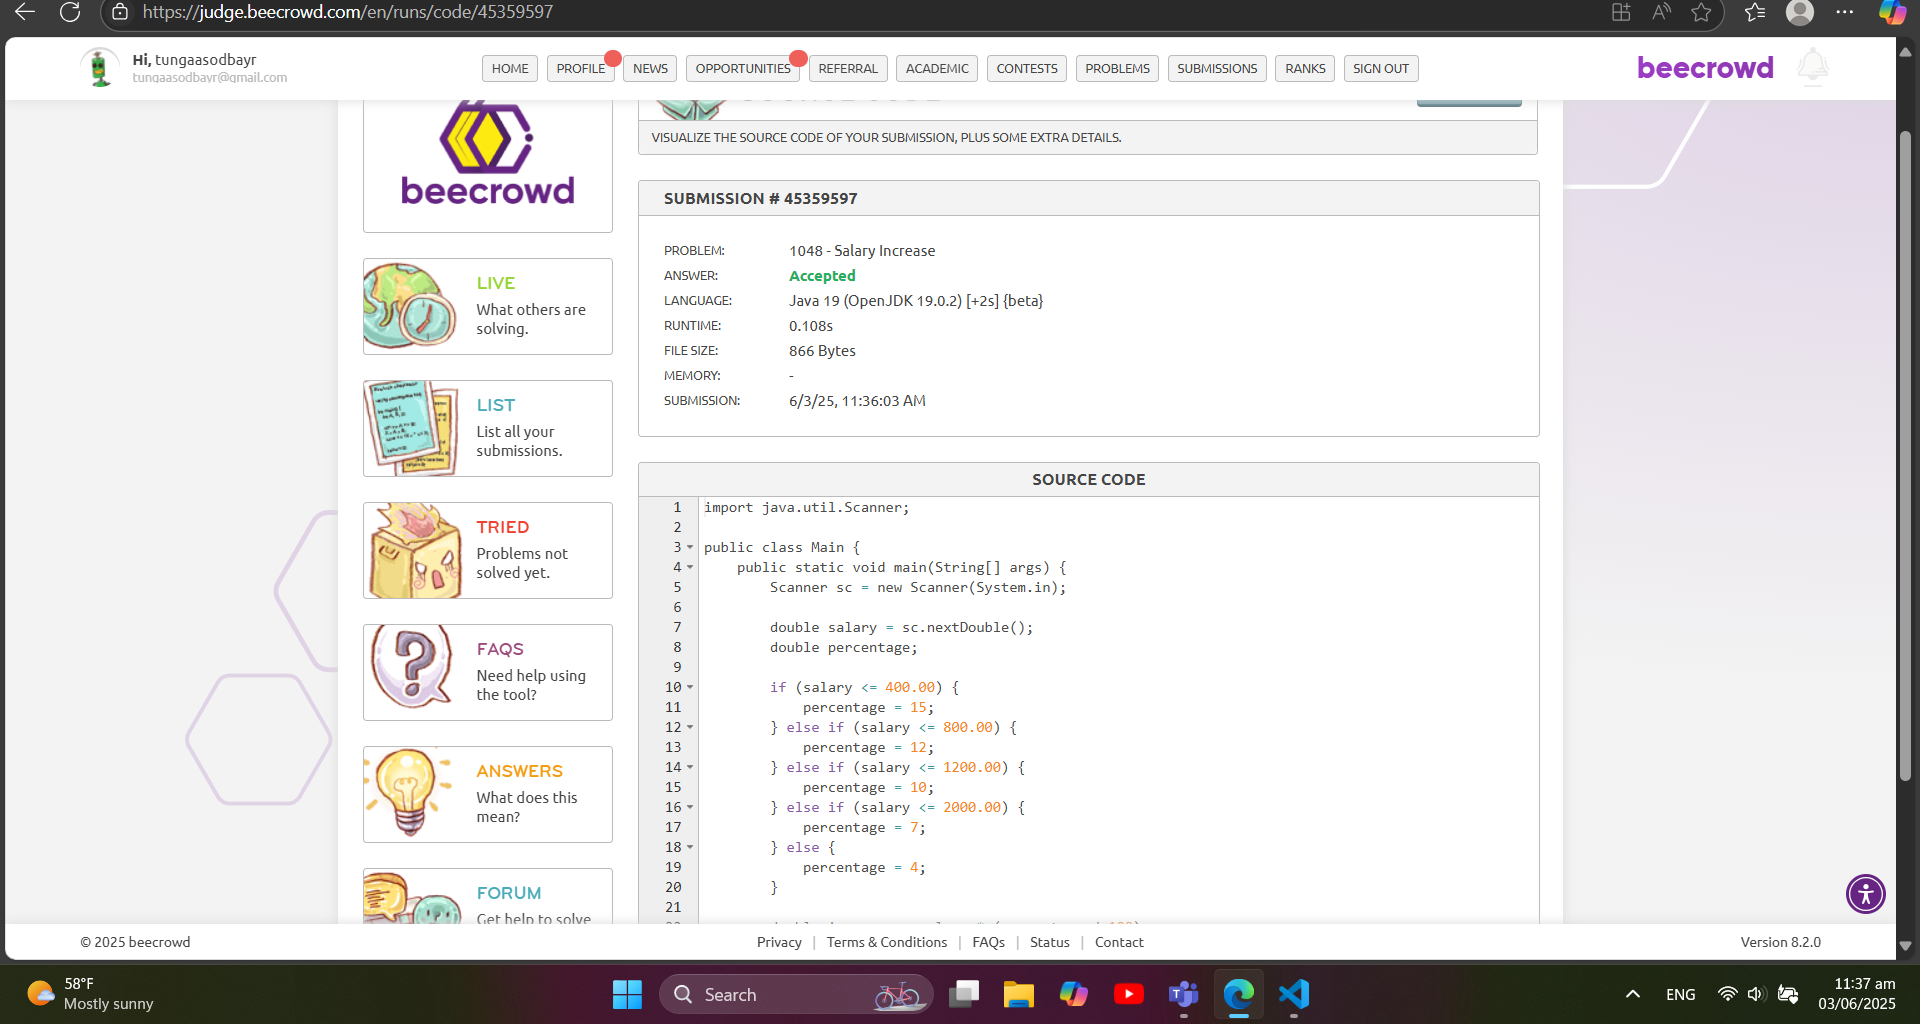 https://judge.beecrowd.com/en/runs/code/45359597
Hi, tungaasodbayr
tungaasodbayr@gmail.com
HOME
PROFILE
NEWS
OPPORTUNITIES
REFERRAL
ACADEMIC
CONTESTS
PROBLEMS
SUBMISSIONS
RANKS
SIGN OUT
beecrowd
beecrowd
VISUALIZE THE SOURCE CODE OF YOUR SUBMISSION, PLUS SOME EXTRA DETAILS.
SUBMISSION # 45359597
PROBLEM: 1048 - Salary Increase
ANSWER: Accepted
LANGUAGE: Java 19 (OpenJDK 19.0.2) [+2s] {beta}
RUNTIME: 0.108s
FILE SIZE: 866 Bytes
MEMORY: -
SUBMISSION: 6/3/25, 11:36:03 AM
LIVE
What others are
solving.
LIST
List all your
submissions.
TRIED
Problems not
solved yet.
FAQS
Need help using
the tool?
ANSWERS
What does this
mean?
FORUM
Get help to solve
SOURCE CODE
1 import java.util.Scanner;
2
3 public class Main {
4     public static void main(String[] args) {
5         Scanner sc = new Scanner(System.in);
6
7         double salary = sc.nextDouble();
8         double percentage;
9
10         if (salary <= 400.00) {
11             percentage = 15;
12         } else if (salary <= 800.00) {
13             percentage = 12;
14         } else if (salary <= 1200.00) {
15             percentage = 10;
16         } else if (salary <= 2000.00) {
17             percentage = 7;
18         } else {
19             percentage = 4;
20         }
21
© 2025 beecrowd
Privacy | Terms & Conditions | FAQs | Status | Contact
Version 8.2.0
58°F
Mostly sunny
Search
ENG
11:37 am
03/06/2025